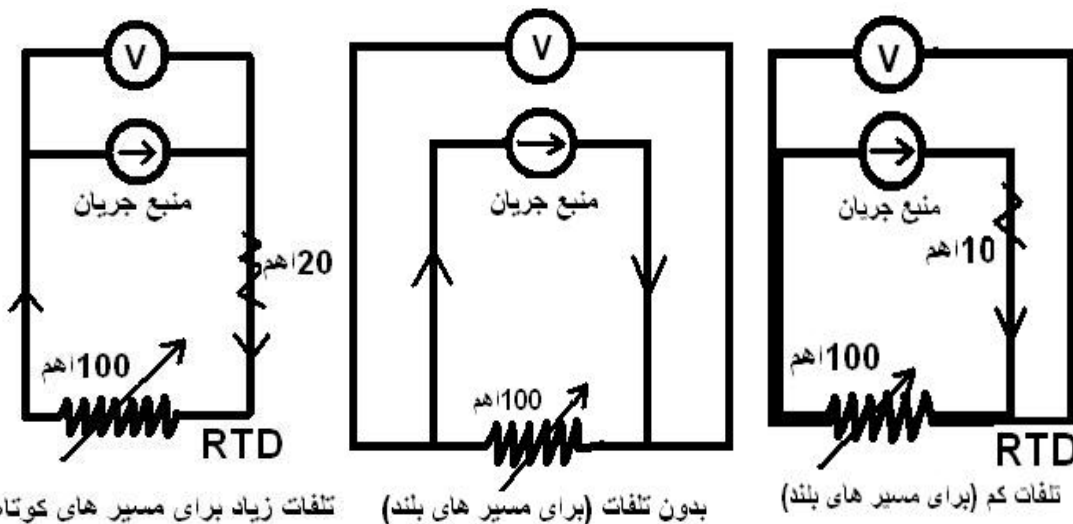 V
منبع جریان
20اهم
100اهم
RTD
تلفات زیاد برای مسیر های کوتاه
V
منبع جریان
100اهم
بدون تلفات (برای مسیر های بلند)
V
منبع جریان
10اهم
100اهم
RTD
تلفات کم (برای مسیر های بلند)